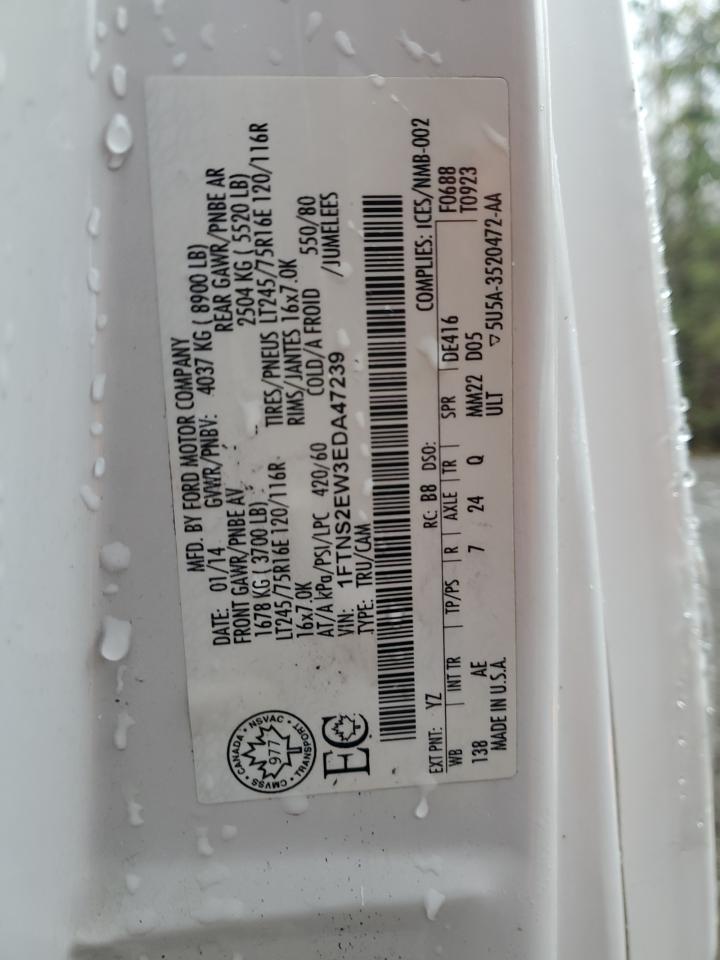 MFD. BY FORD MOTOR COMPANY
DATE: 01/14 GVWR/PNBV: 4037 KG ( 8900 LB)
FRONT GAWR/PNBE AV REAR GAWR/PNBE AR
1678 KG ( 3700 LB) 2504 KG ( 5520 LB)
LT245/75R16E 120/116R TIRES/PNEUS LT245/75R16E 120/116R
16x7.0K RIMS/JANTES 16x7.0K
AT/A kPa/PSI/LPC 420/60 COLD/A FROID 550/80
VIN: 1FTNS2EW3EDA47239 /JUMELEES
TYPE: TRU/CAM
CMVSS • CANADA • NSVAC • TRANSPORT
977
EC
COMPLIES: ICES/NMB-002
EXT PNT: YZ RC: B8 DSO: F0688
WB INT TR TP/PS R AXLE TR SPR DE416 T0923
138 AE 7 24 Q MM22 D05
MADE IN U.S.A. ULT ▽5U5A-3520472-AA